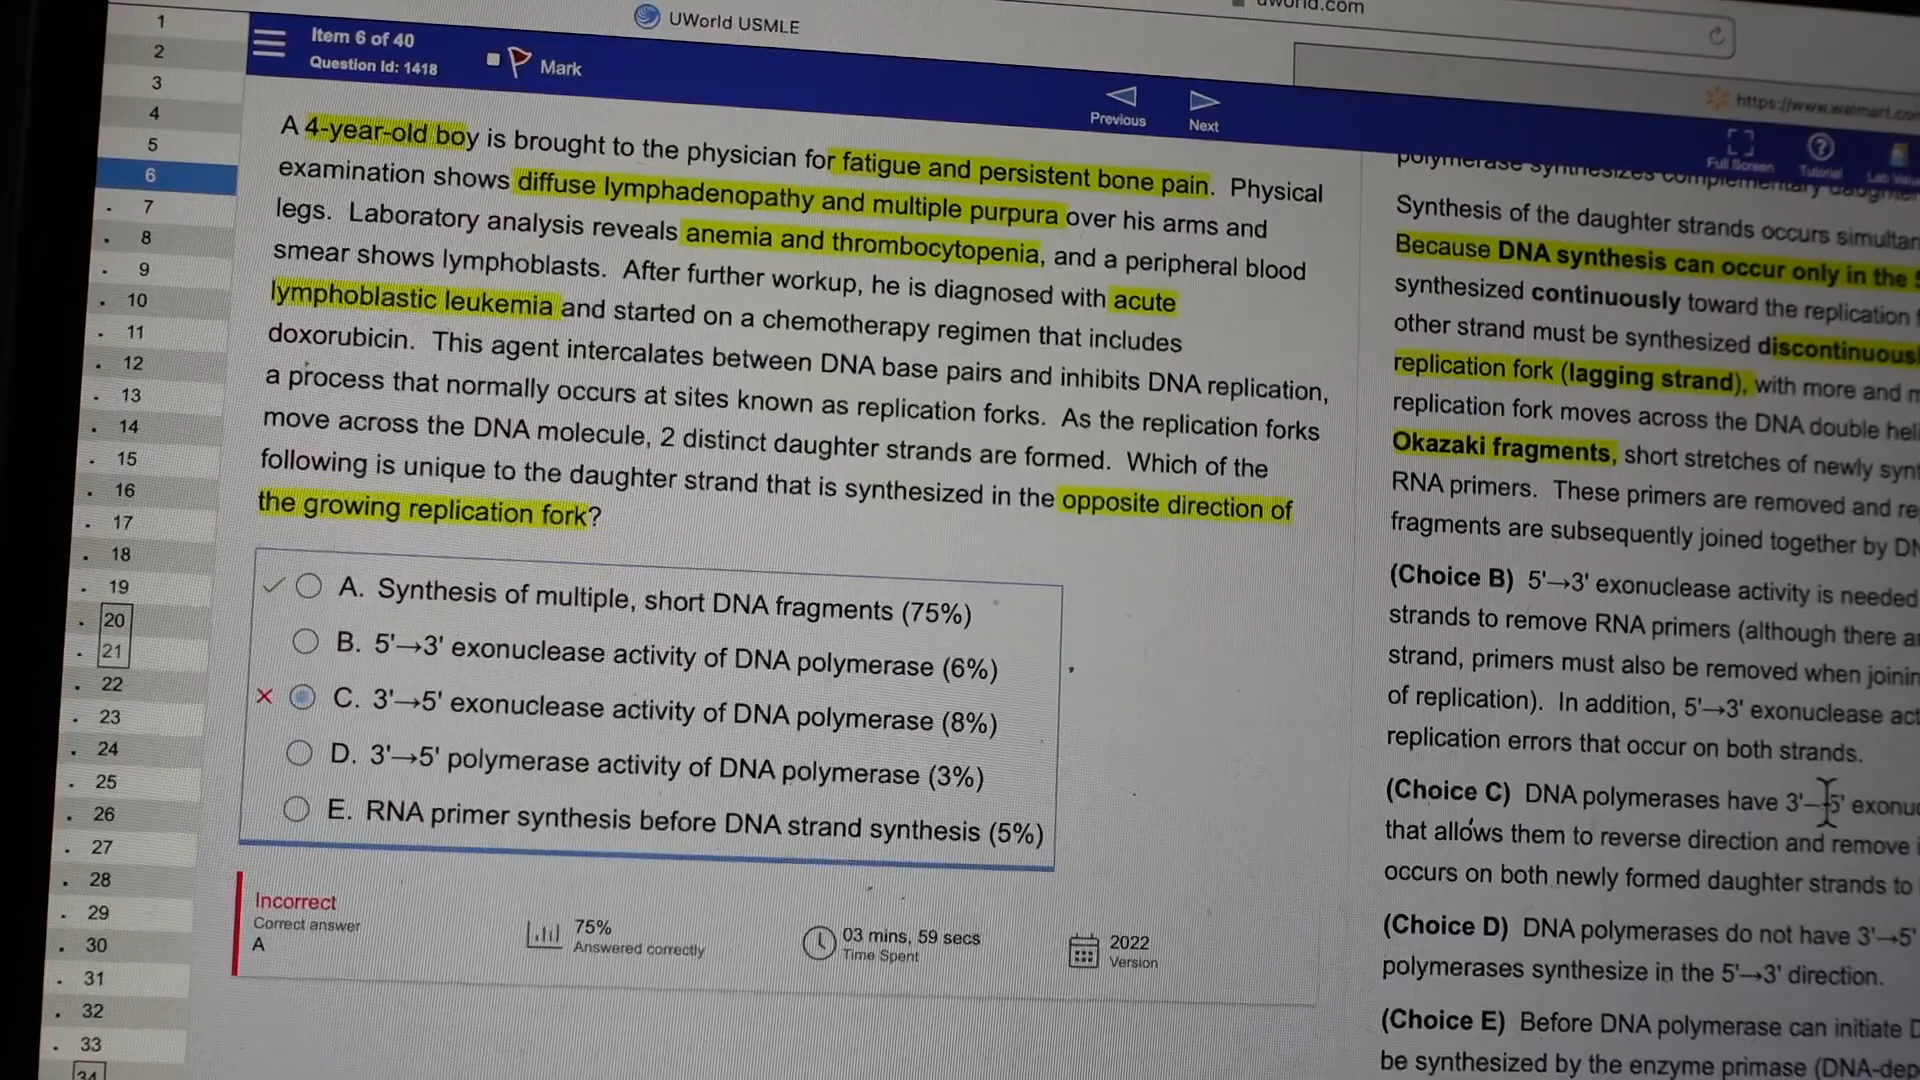 UWorld USMLE
uworld.com
https://www.walmart.com
Item 6 of 40
Question Id: 1418
Mark
Previous
Next
Full Screen
Tutorial
Lab
1
2
3
4
5
6
7
8
9
10
11
12
13
14
15
16
17
18
19
20
21
22
23
24
25
26
27
28
29
30
31
32
33
34
A 4-year-old boy is brought to the physician for fatigue and persistent bone pain. Physical
examination shows diffuse lymphadenopathy and multiple purpura over his arms and
legs. Laboratory analysis reveals anemia and thrombocytopenia, and a peripheral blood
smear shows lymphoblasts. After further workup, he is diagnosed with acute
lymphoblastic leukemia and started on a chemotherapy regimen that includes
doxorubicin. This agent intercalates between DNA base pairs and inhibits DNA replication,
a process that normally occurs at sites known as replication forks. As the replication forks
move across the DNA molecule, 2 distinct daughter strands are formed. Which of the
following is unique to the daughter strand that is synthesized in the opposite direction of
the growing replication fork?
A. Synthesis of multiple, short DNA fragments (75%)
B. 5'→3' exonuclease activity of DNA polymerase (6%)
C. 3'→5' exonuclease activity of DNA polymerase (8%)
D. 3'→5' polymerase activity of DNA polymerase (3%)
E. RNA primer synthesis before DNA strand synthesis (5%)
Incorrect
Correct answer
A
75%
Answered correctly
03 mins, 59 secs
Time Spent
2022
Version
polymerase synthesizes complementary
Synthesis of the daughter strands occurs
Because DNA synthesis can occur only in the
synthesized continuously toward the replication
other strand must be synthesized
replication fork (lagging strand), with more and
replication fork moves across the DNA double
Okazaki fragments, short stretches of newly
RNA primers. These primers are removed and
fragments are subsequently joined together by
(Choice B) 5'→3' exonuclease activity is needed
strands to remove RNA primers (although there
strand, primers must also be removed when
of replication). In addition, 5'→3' exonuclease
replication errors that occur on both strands.
(Choice C) DNA polymerases have 3'→5'
that allows them to reverse direction and remove
occurs on both newly formed daughter strands to
(Choice D) DNA polymerases do not have 3'→5'
polymerases synthesize in the 5'→3' direction.
(Choice E) Before DNA polymerase can initiate
be synthesized by the enzyme primase